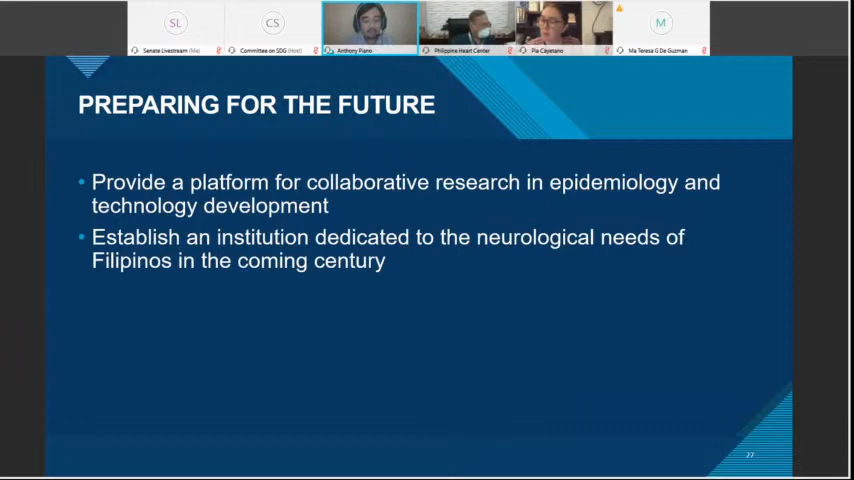 SL
CS
M
Senate Livestream (Me)
Committee on SDG (Host)
Anthony Piano
Philippine Heart Center
Pia Cayetano
Ma Teresa G De Guzman
PREPARING FOR THE FUTURE
• Provide a platform for collaborative research in epidemiology and
technology development
• Establish an institution dedicated to the neurological needs of
Filipinos in the coming century
27